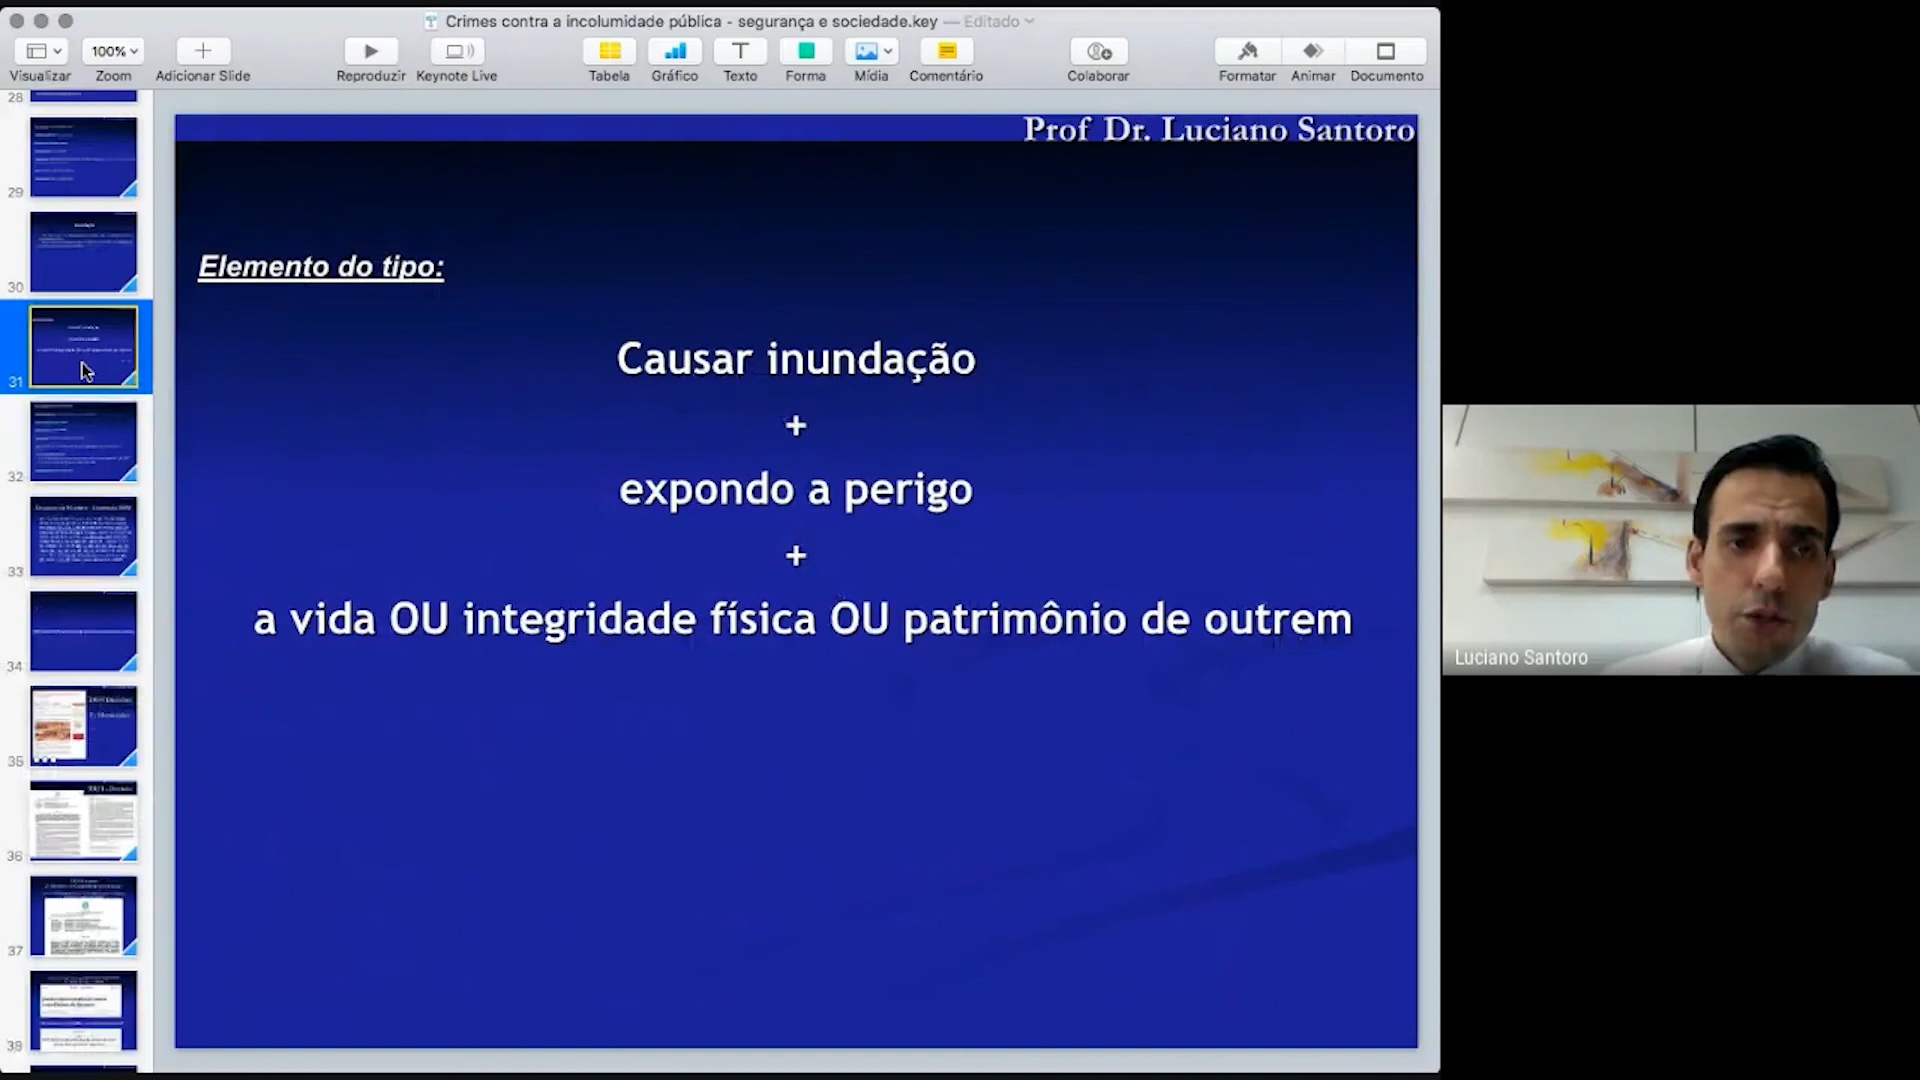 Crimes contra a incolumidade pública - segurança e sociedade.key — Editado
100%
Visualizar
Zoom
Adicionar Slide
Reproduzir
Keynote Live
Tabela
Gráfico
Texto
Forma
Mídia
Comentário
Colaborar
Formatar
Animar
Documento
28
29
30
31
32
33
34
35
36
37
38
Prof Dr. Luciano Santoro
Elemento do tipo:
Causar inundação
+
expondo a perigo
+
a vida OU integridade física OU patrimônio de outrem
Luciano Santoro